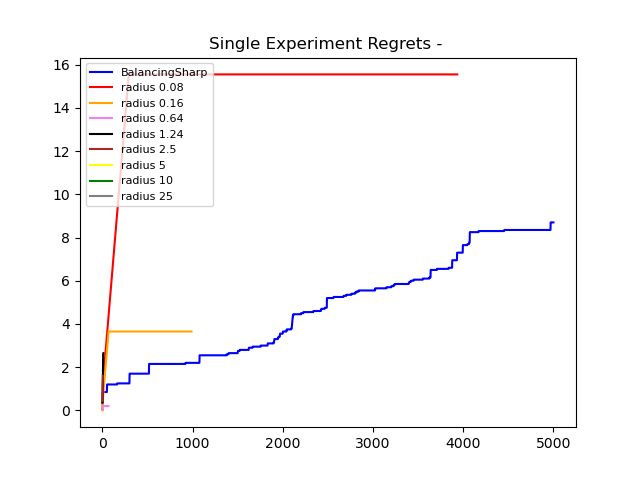 Single Experiment Regrets -
16
14
12
10
8
6
4
2
0
BalancingSharp
radius 0.08
radius 0.16
radius 0.64
radius 1.24
radius 2.5
radius 5
radius 10
radius 25
0 1000 2000 3000 4000 5000